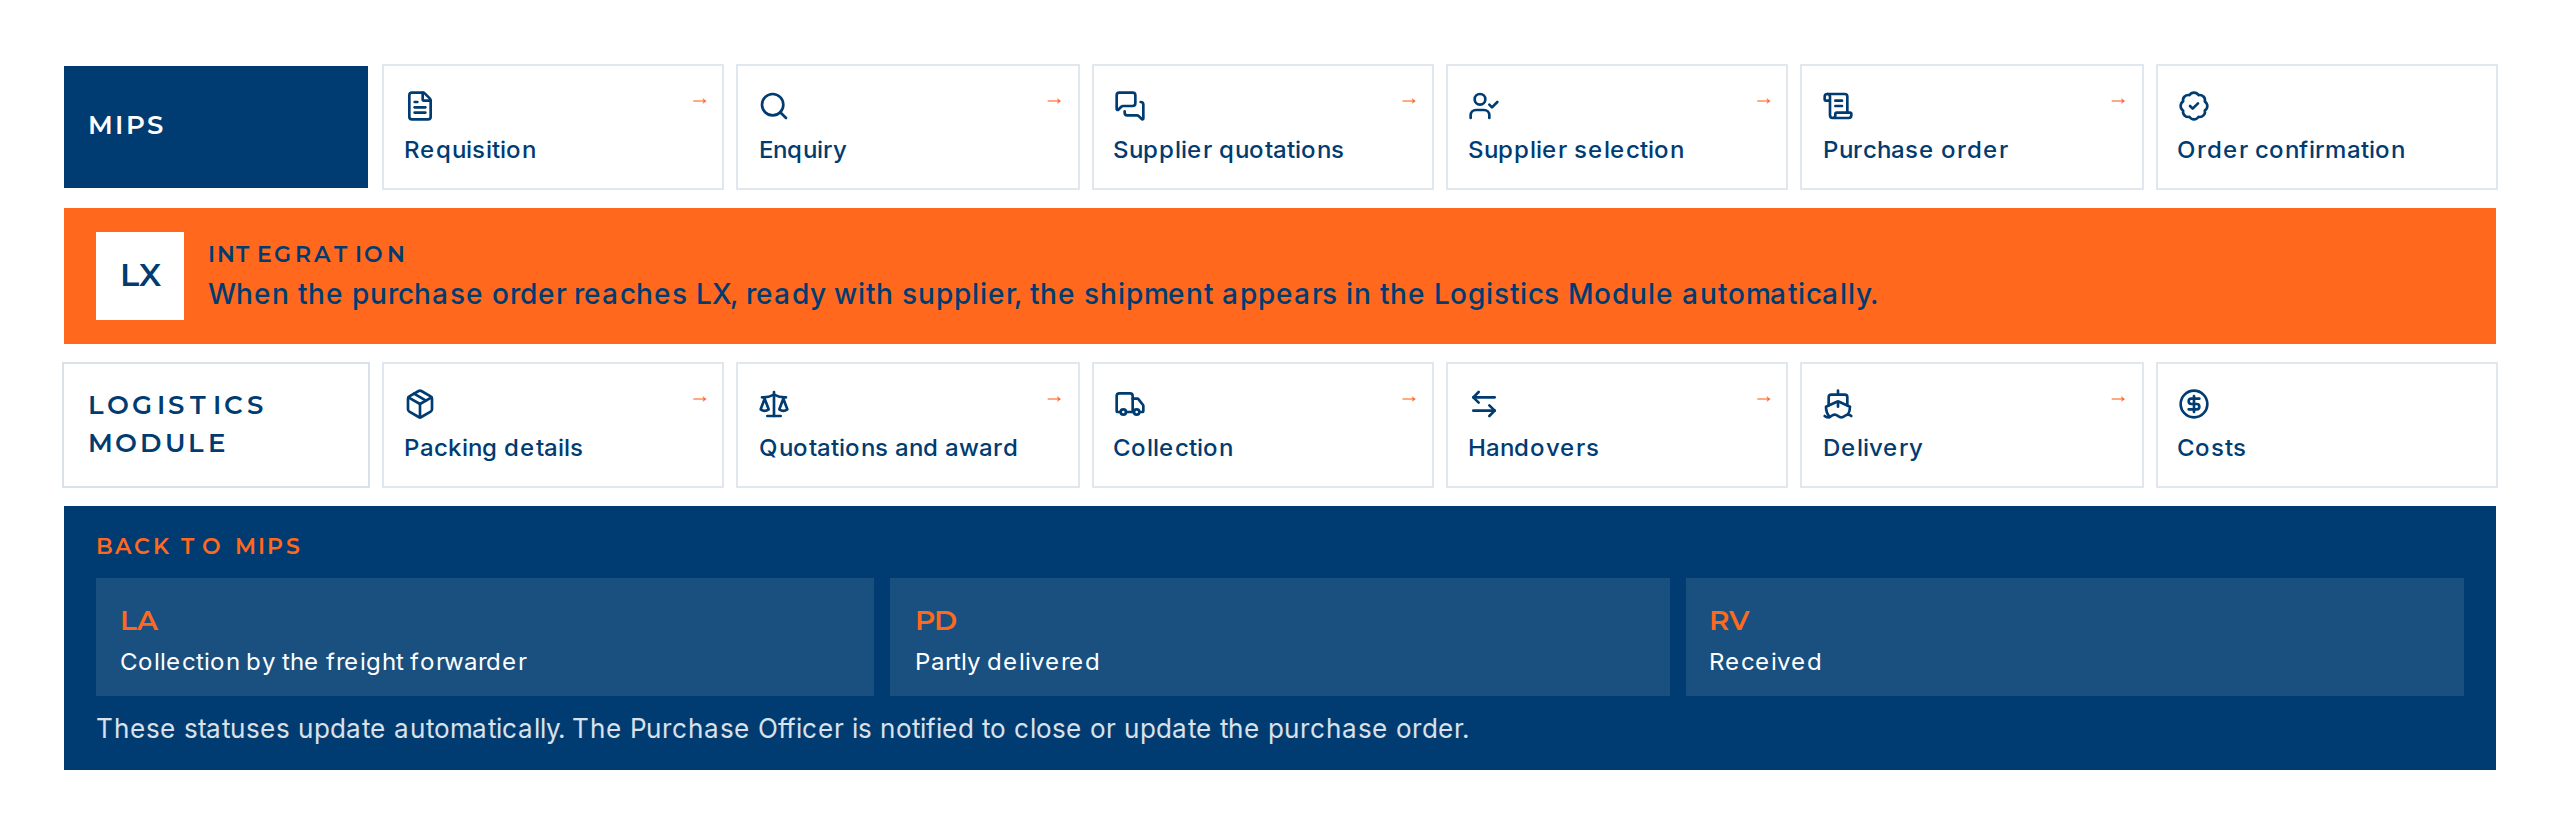 MIPS
Requisition →
Enquiry →
Supplier quotations →
Supplier selection →
Purchase order →
Order confirmation
LX
INTEGRATION
When the purchase order reaches LX, ready with supplier, the shipment appears in the Logistics Module automatically.
LOGISTICS
MODULE
Packing details →
Quotations and award →
Collection →
Handovers →
Delivery →
Costs
BACK TO MIPS
LA
Collection by the freight forwarder
PD
Partly delivered
RV
Received
These statuses update automatically. The Purchase Officer is notified to close or update the purchase order.